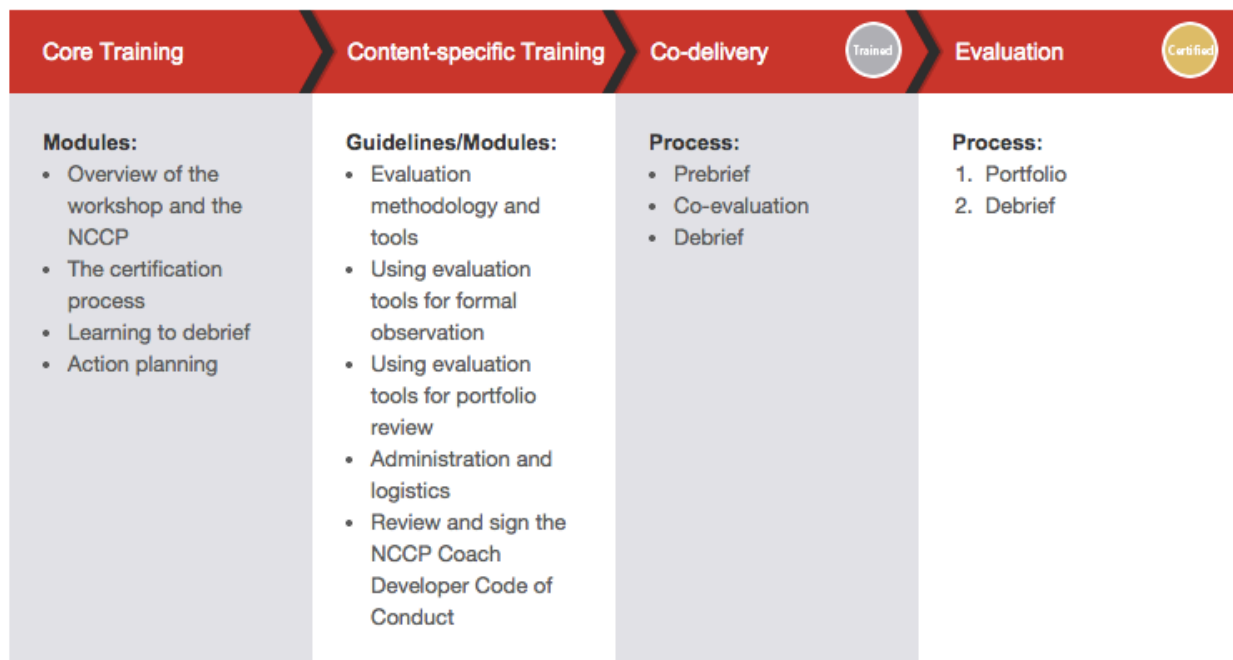 Core Training
Content-specific Training
Co-delivery
Trained
Evaluation
Certified
Modules:
• Overview of the
workshop and the
NCCP
• The certification
process
• Learning to debrief
• Action planning
Guidelines/Modules:
• Evaluation
methodology and
tools
• Using evaluation
tools for formal
observation
• Using evaluation
tools for portfolio
review
• Administration and
logistics
• Review and sign the
NCCP Coach
Developer Code of
Conduct
Process:
• Prebrief
• Co-evaluation
• Debrief
Process:
1. Portfolio
2. Debrief